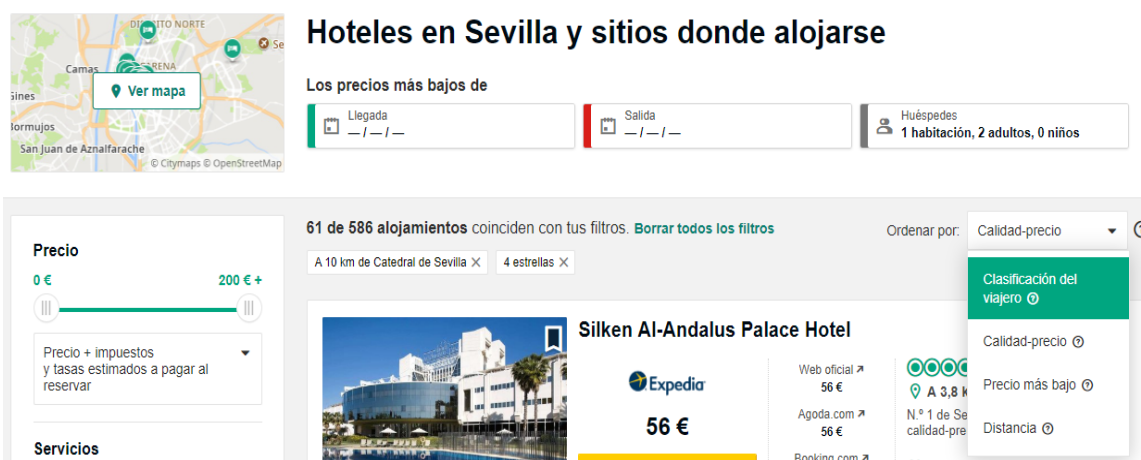 DISTRITO NORTE
Se
Camas
ARENA
Gines
Ver mapa
Bormujos
San Juan de Aznalfarache
© Citymaps © OpenStreetMap
Hoteles en Sevilla y sitios donde alojarse
Los precios más bajos de
Llegada
— / — / —
Salida
— / — / —
Huéspedes
1 habitación, 2 adultos, 0 niños
61 de 586 alojamientos coinciden con tus filtros. Borrar todos los filtros
Ordenar por: Calidad-precio
A 10 km de Catedral de Sevilla
4 estrellas
Clasificación del
viajero
Calidad-precio
Precio más bajo
Distancia
Precio
0 € 200 € +
Precio + impuestos
y tasas estimados a pagar al
reservar
Servicios
Silken Al-Andalus Palace Hotel
Expedia
56 €
Web oficial
56 €
Agoda.com
56 €
Booking.com
A 3,8 k
N.º 1 de Se
calidad-pre